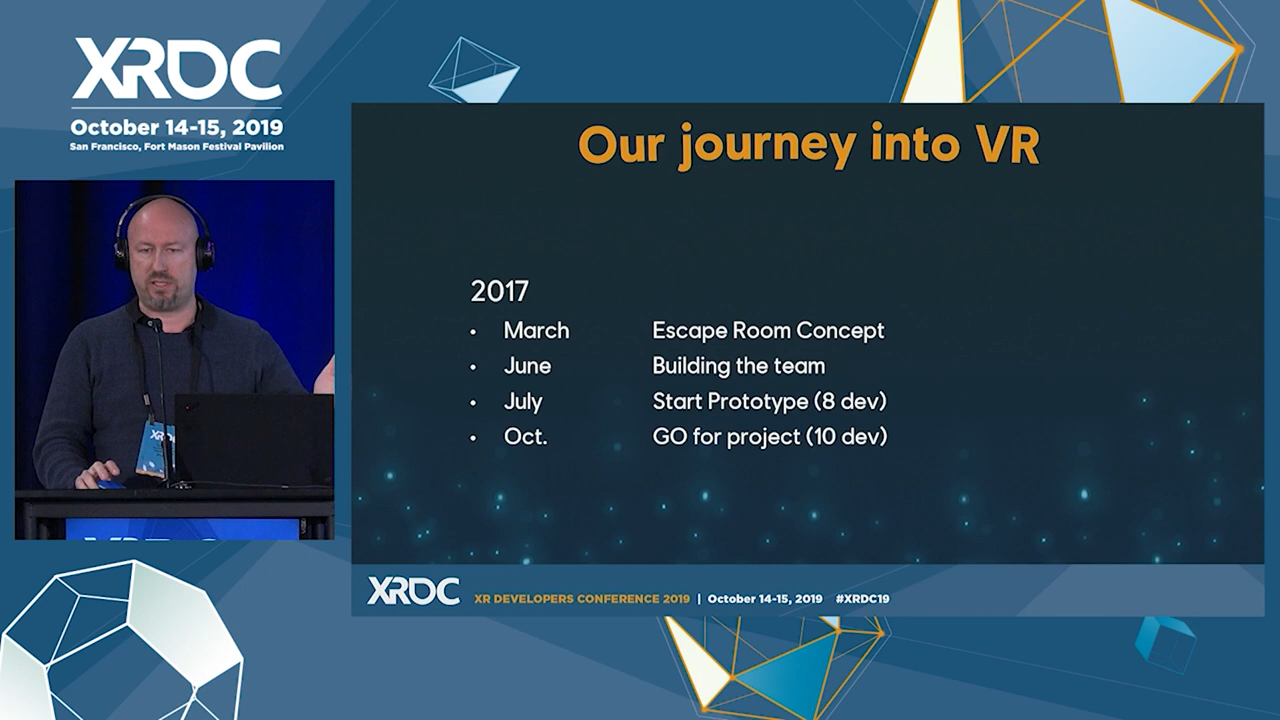 XRDC
October 14-15, 2019
San Francisco, Fort Mason Festival Pavilion
Our journey into VR
2017
• March Escape Room Concept
• June Building the team
• July Start Prototype (8 dev)
• Oct. GO for project (10 dev)
XRDC
XRDC XR DEVELOPERS CONFERENCE 2019 | October 14-15, 2019 #XRDC19